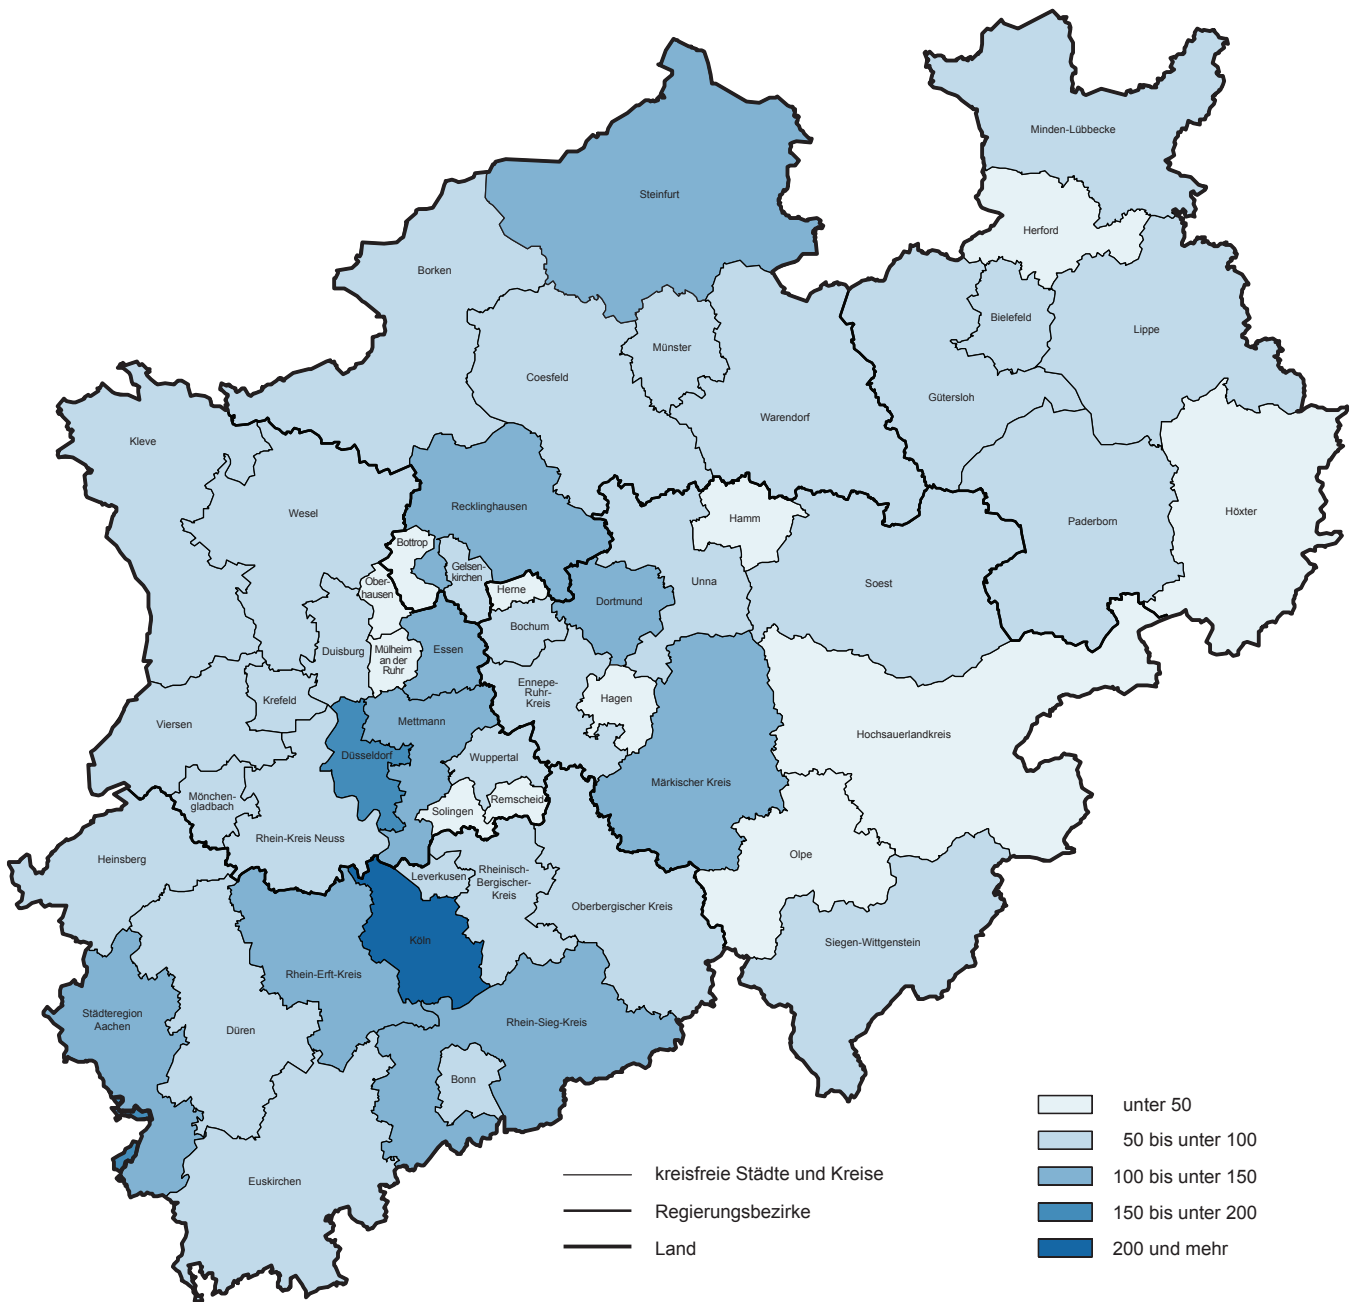 Minden-Lübbecke
Steinfurt
Herford
Borken
Bielefeld
Lippe
Münster
Coesfeld
Gütersloh
Warendorf
Kleve
Recklinghausen
Wesel
Hamm
Höxter
Paderborn
Bottrop
Gelsen-
kirchen
Ober-
hausen
Unna
Soest
Herne
Dortmund
Bochum
Duisburg
Mülheim
an der
Ruhr
Essen
Ennepe-
Ruhr-
Kreis
Hagen
Krefeld
Viersen
Mettmann
Hochsauerlandkreis
Düsseldorf
Wuppertal
Märkischer Kreis
Mönchen-
gladbach
Remscheid
Solingen
Rhein-Kreis Neuss
Olpe
Heinsberg
Leverkusen
Rheinisch-
Bergischer-
Kreis
Oberbergischer Kreis
Köln
Siegen-Wittgenstein
Rhein-Erft-Kreis
Städteregion
Aachen
Rhein-Sieg-Kreis
Düren
Bonn
Euskirchen
kreisfreie Städte und Kreise
Regierungsbezirke
Land
unter 50
50 bis unter 100
100 bis unter 150
150 bis unter 200
200 und mehr